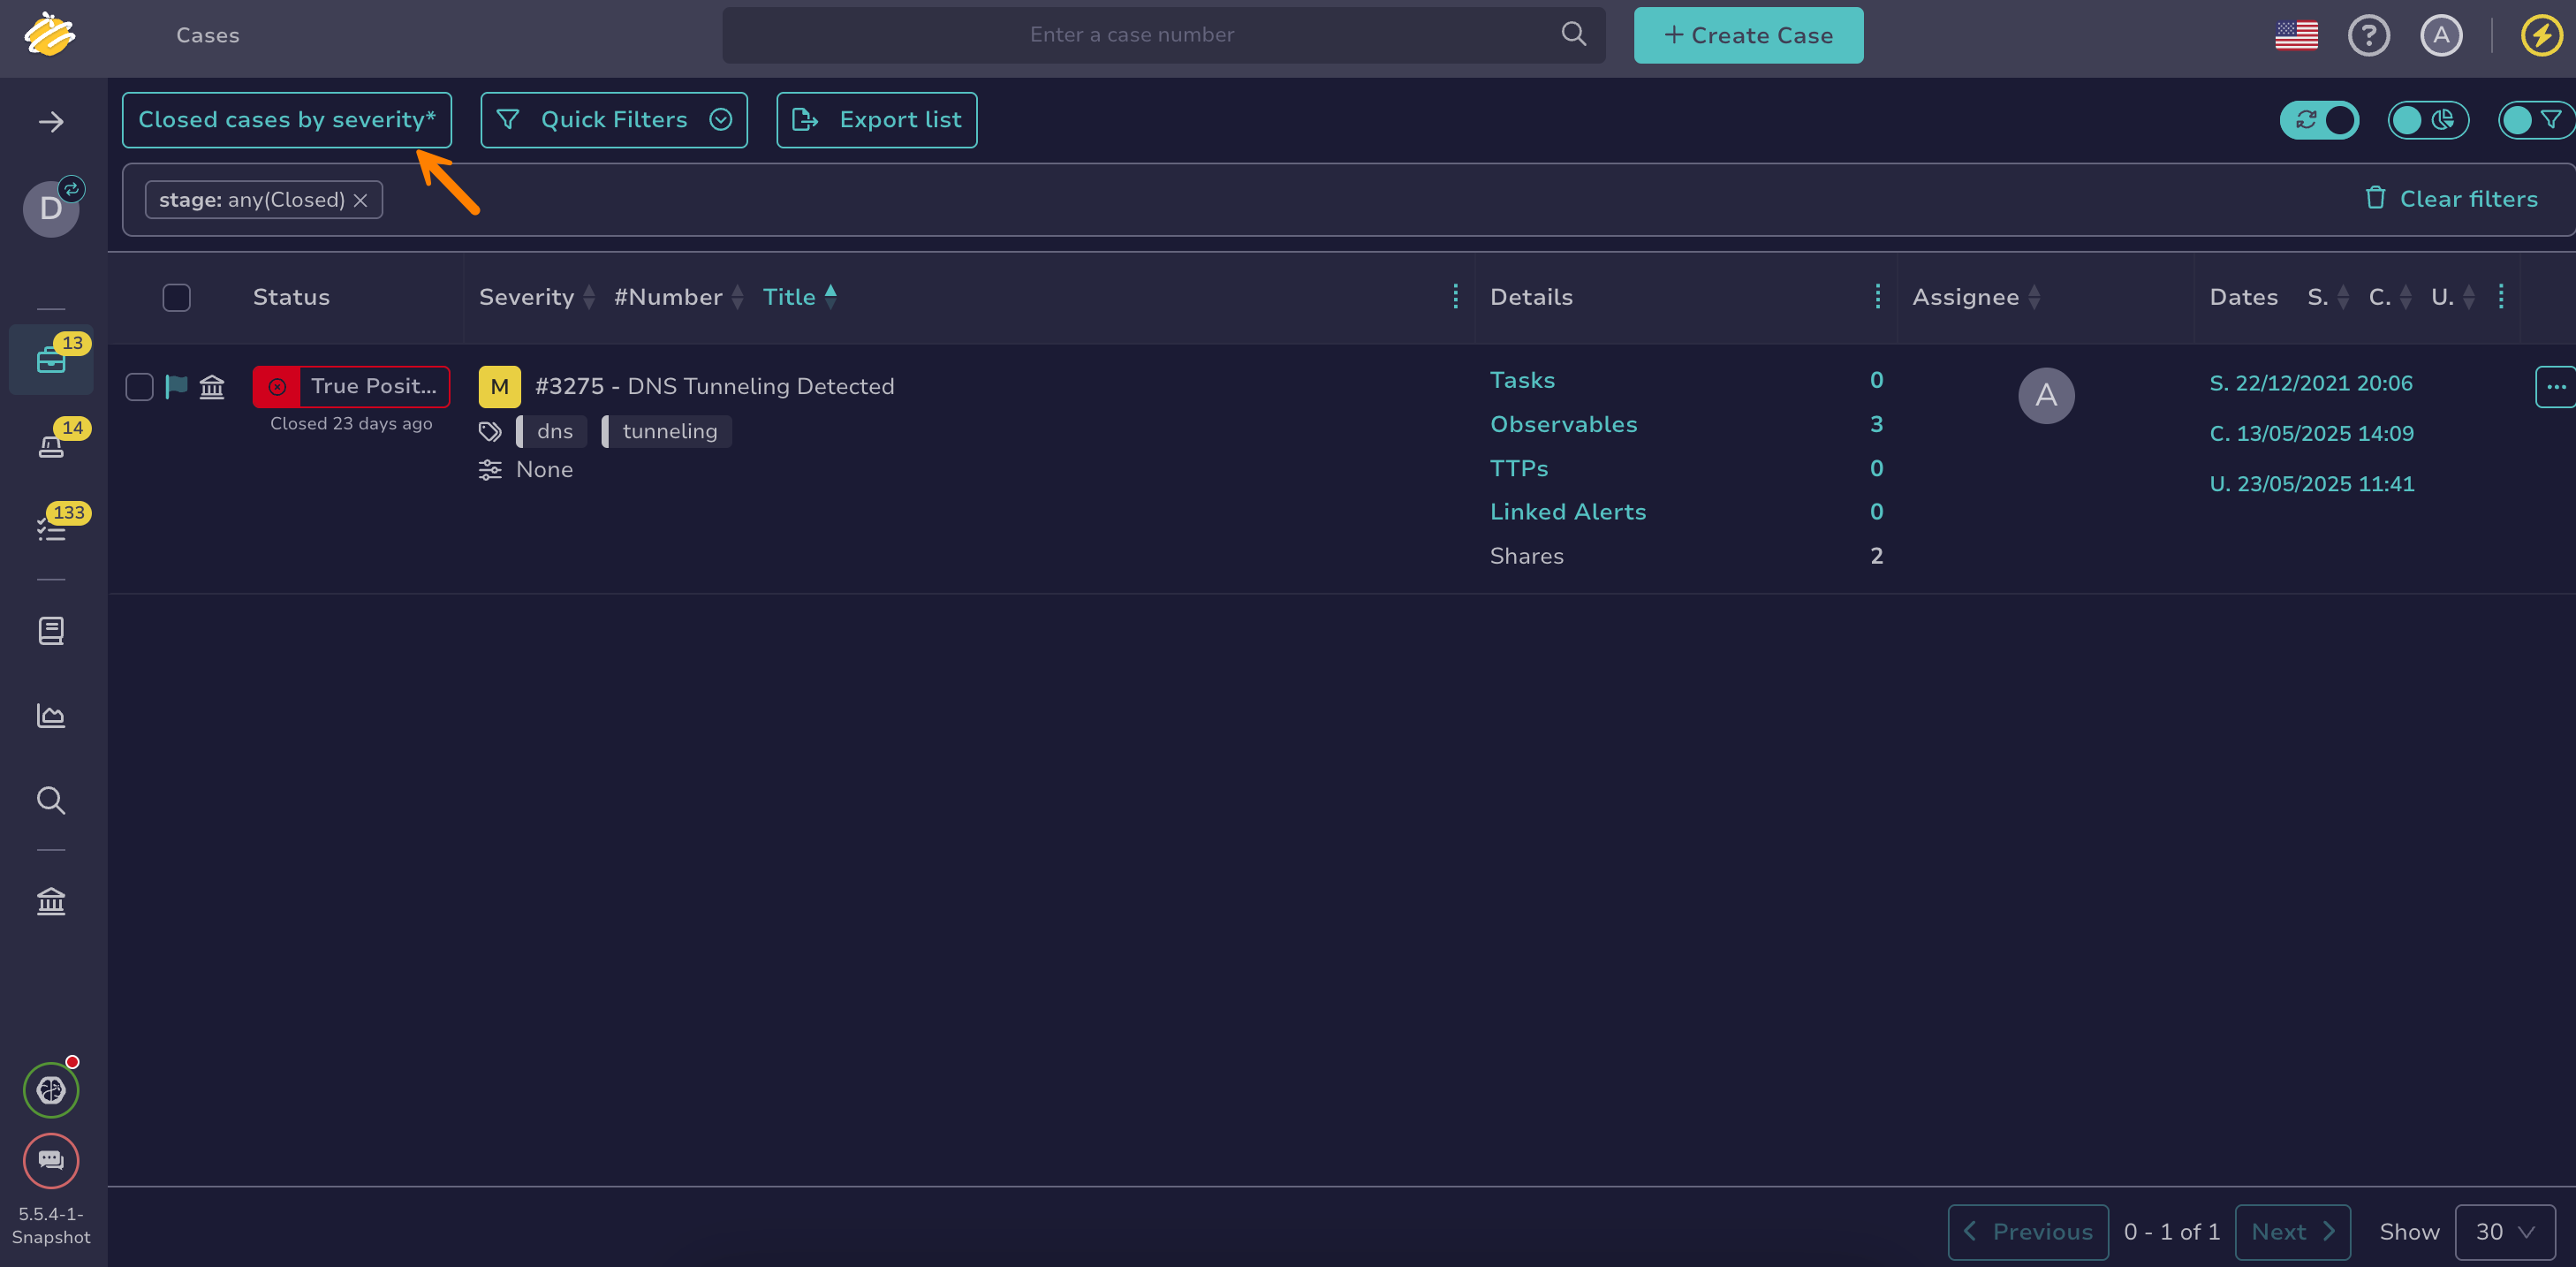 Cases
Enter a case number
+ Create Case
A
Closed cases by severity*
Quick Filters
Export list
D
stage: any(Closed)
Clear filters
Status
Severity #Number Title
Details
Assignee
Dates S. C. U.
13
14
133
True Posit...
Closed 23 days ago
M #3275 - DNS Tunneling Detected
dns tunneling
None
Tasks 0
Observables 3
TTPs 0
Linked Alerts 0
Shares 2
A
S. 22/12/2021 20:06
C. 13/05/2025 14:09
U. 23/05/2025 11:41
5.5.4-1-
Snapshot
Previous 0 - 1 of 1 Next Show 30